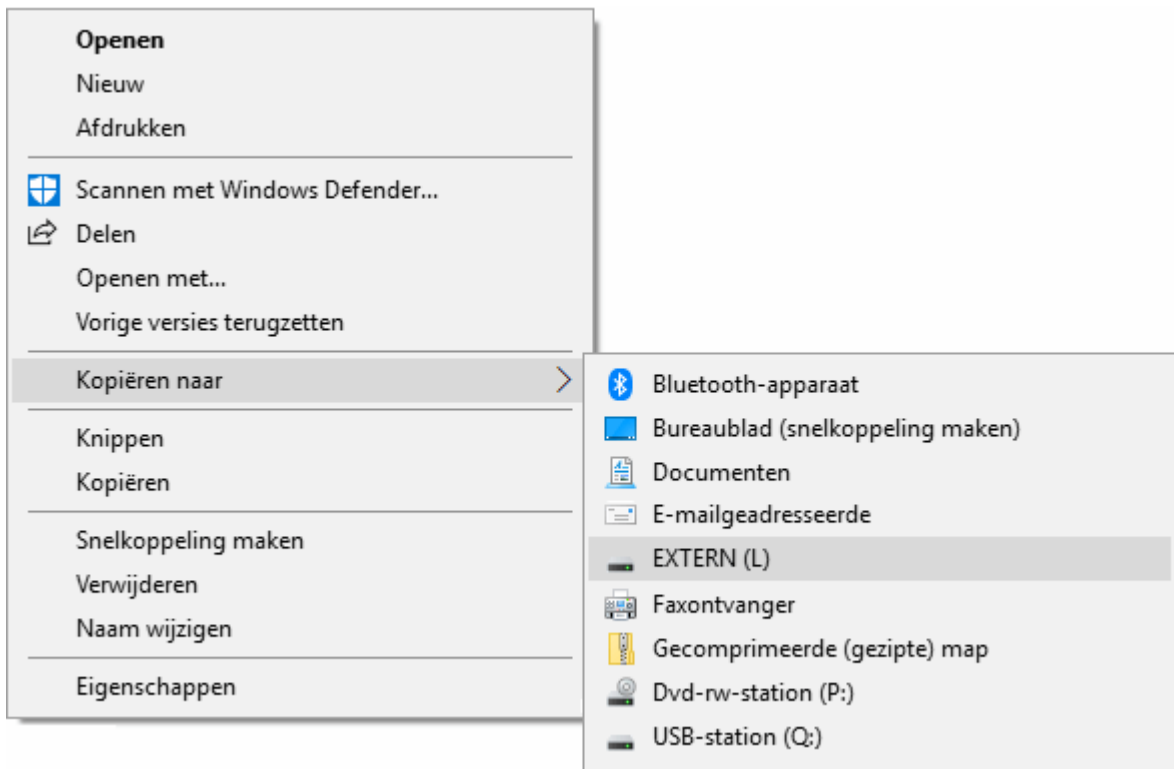 Openen
Nieuw
Afdrukken
Scannen met Windows Defender...
Delen
Openen met...
Vorige versies terugzetten
Kopiëren naar
Knippen
Kopiëren
Snelkoppeling maken
Verwijderen
Naam wijzigen
Eigenschappen
Bluetooth-apparaat
Bureaublad (snelkoppeling maken)
Documenten
E-mailgeadresseerde
EXTERN (L)
Faxontvanger
Gecomprimeerde (gezipte) map
Dvd-rw-station (P:)
USB-station (Q:)